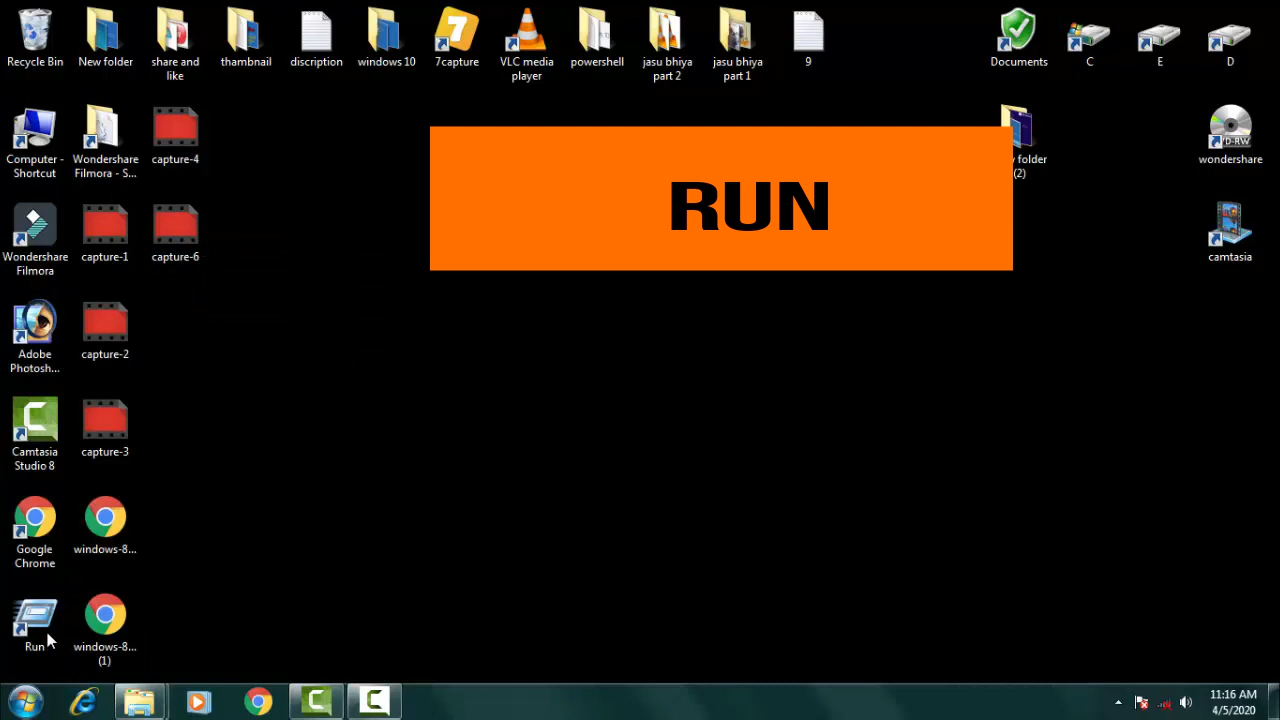 Recycle Bin
New folder
share and
like
thambnail
discription
windows 10
7
7capture
VLC media
player
powershell
jasu bhiya
part 2
jasu bhiya
part 1
9
Documents
C
E
D
Computer -
Shortcut
Wondershare
Filmora - S...
capture-4
RUN
folder
(2)
DVD-RW
wondershare
Wondershare
Filmora
capture-1
capture-6
camtasia
Adobe
Photosh...
capture-2
Camtasia
Studio 8
capture-3
Google
Chrome
windows-8...
Run
windows-8...
(1)
11:16 AM
4/5/2020